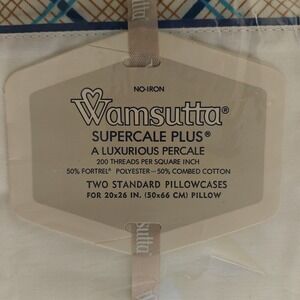 Wamsutta
NO-IRON
Wamsutta®
SUPERCALE PLUS®
A LUXURIOUS PERCALE
200 THREADS PER SQUARE INCH
50% FORTREL® POLYESTER–50% COMBED COTTON
TWO STANDARD PILLOWCASES
FOR 20x26 IN. (50x66 CM) PILLOW